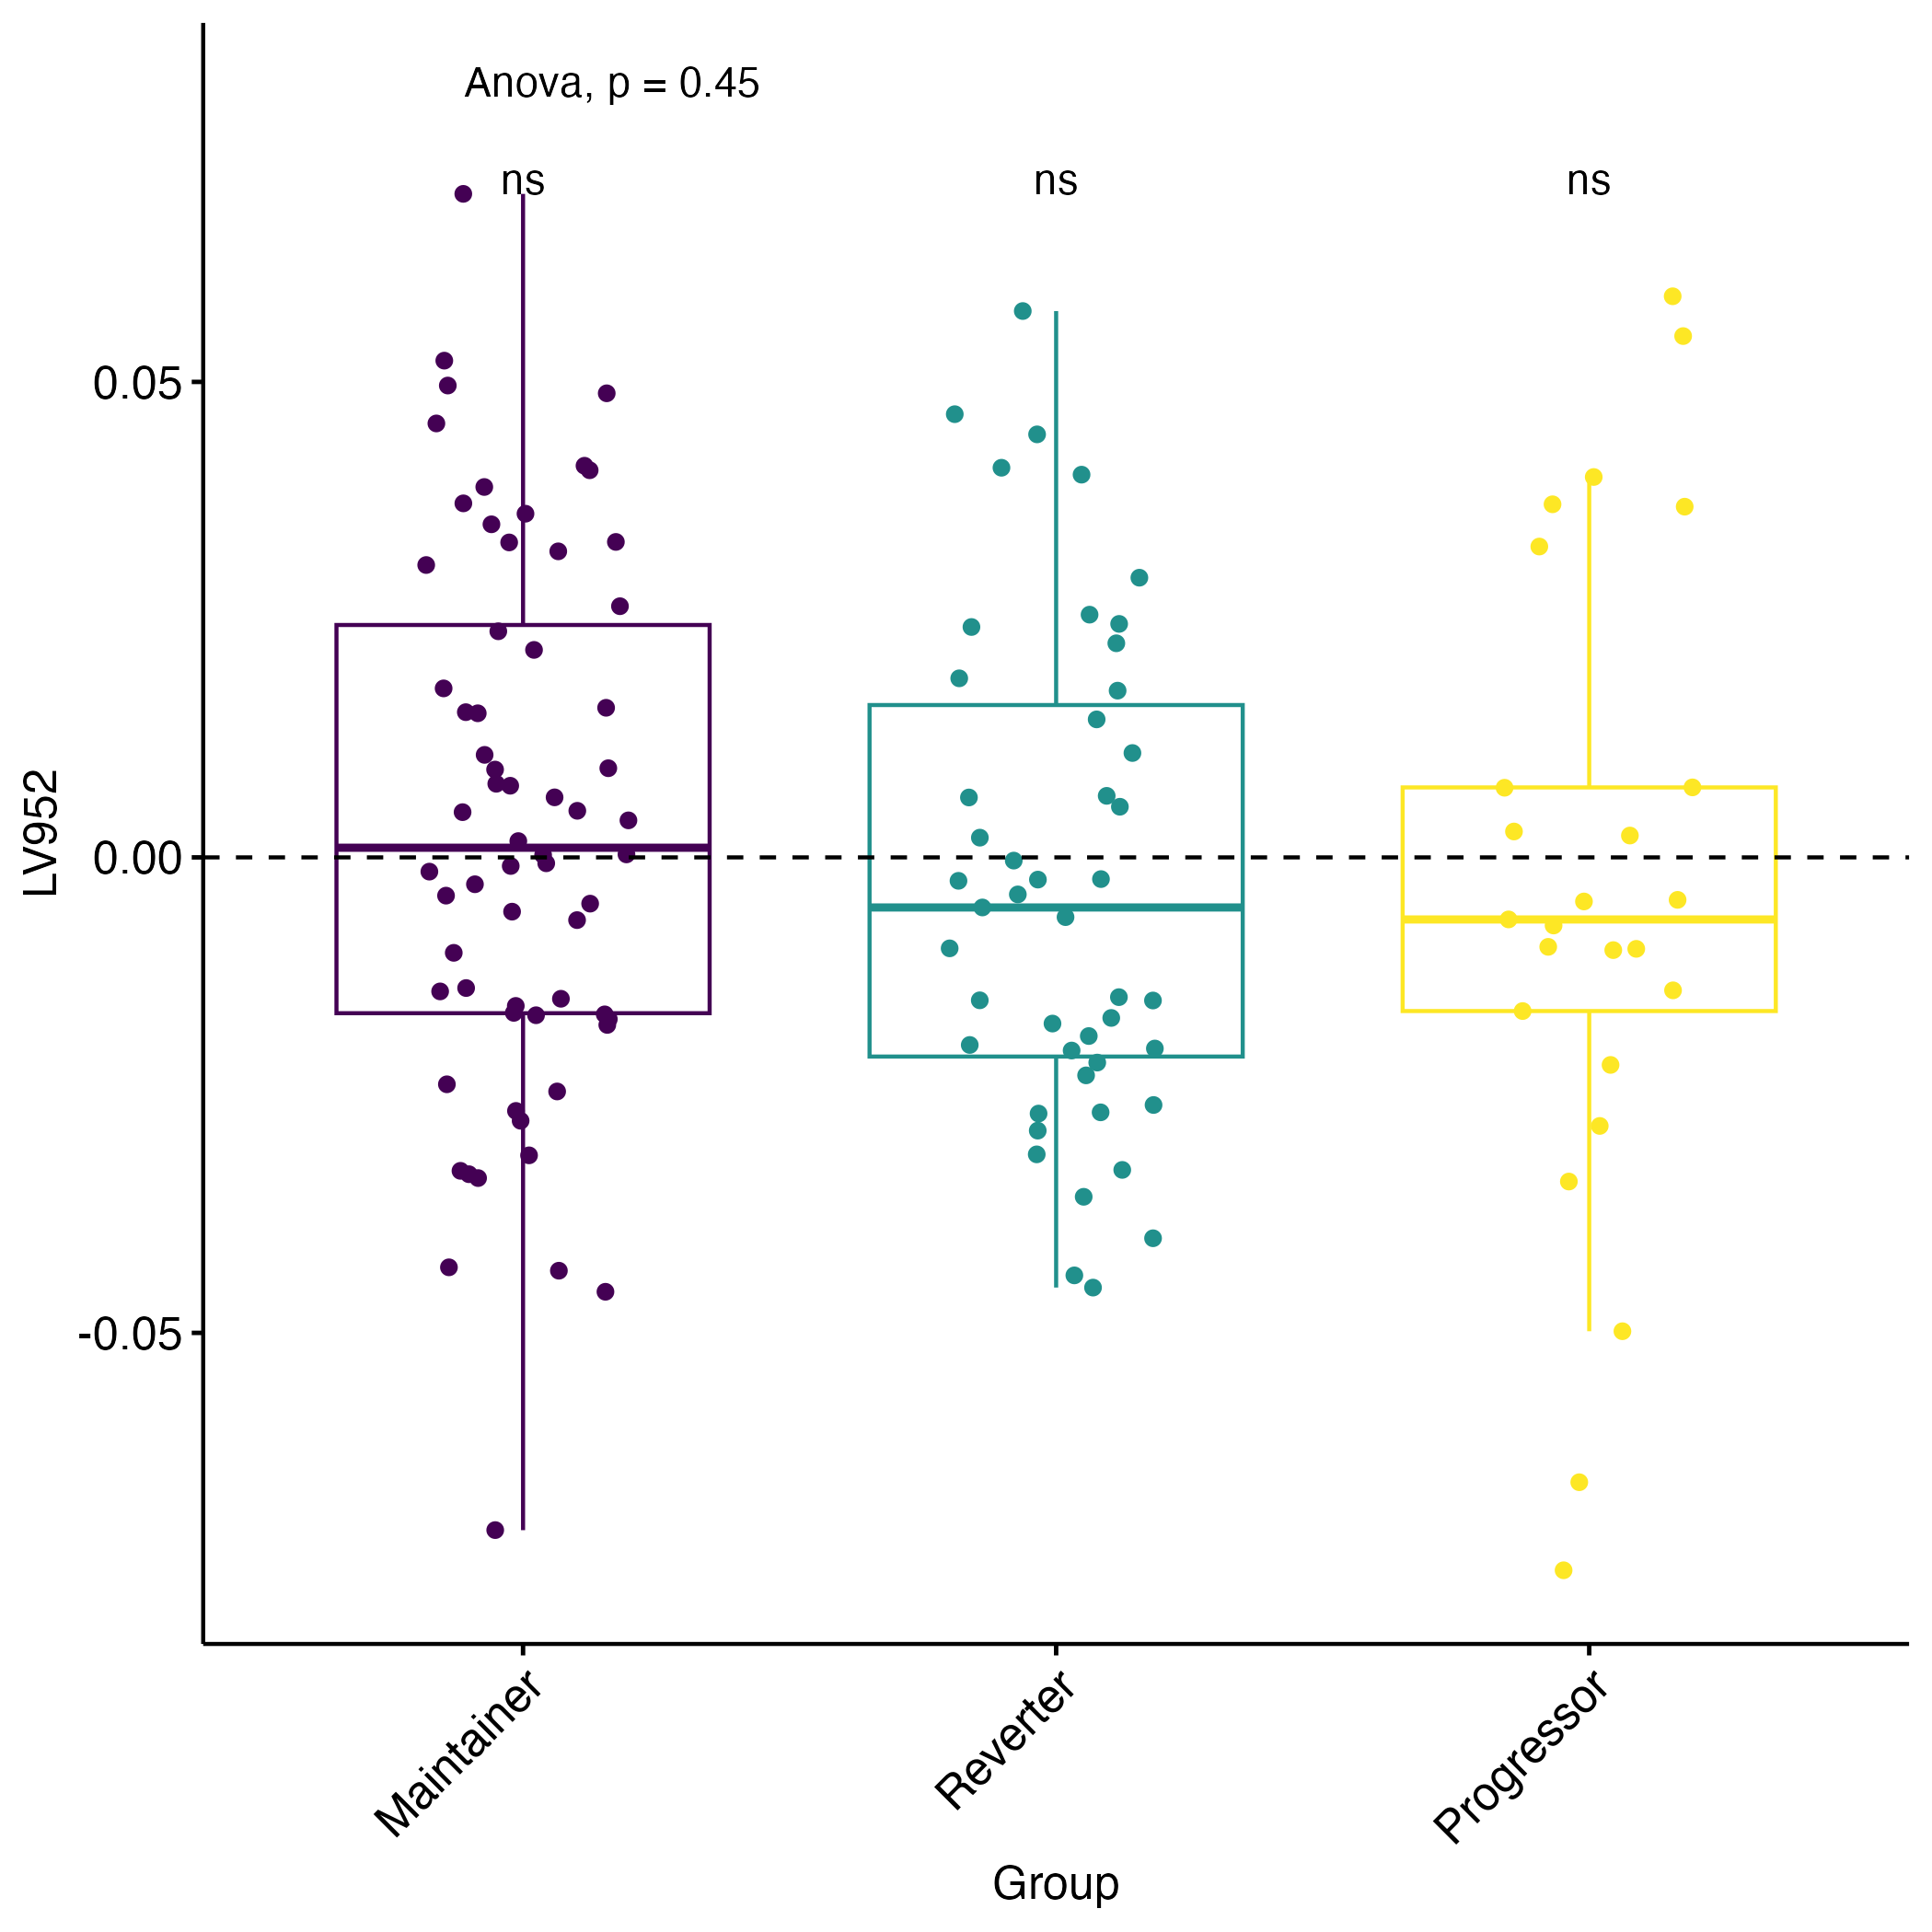 Anova, p = 0.45
ns ns ns
0.05
0.00
-0.05
LV952
Maintainer Reverter Progressor
Group